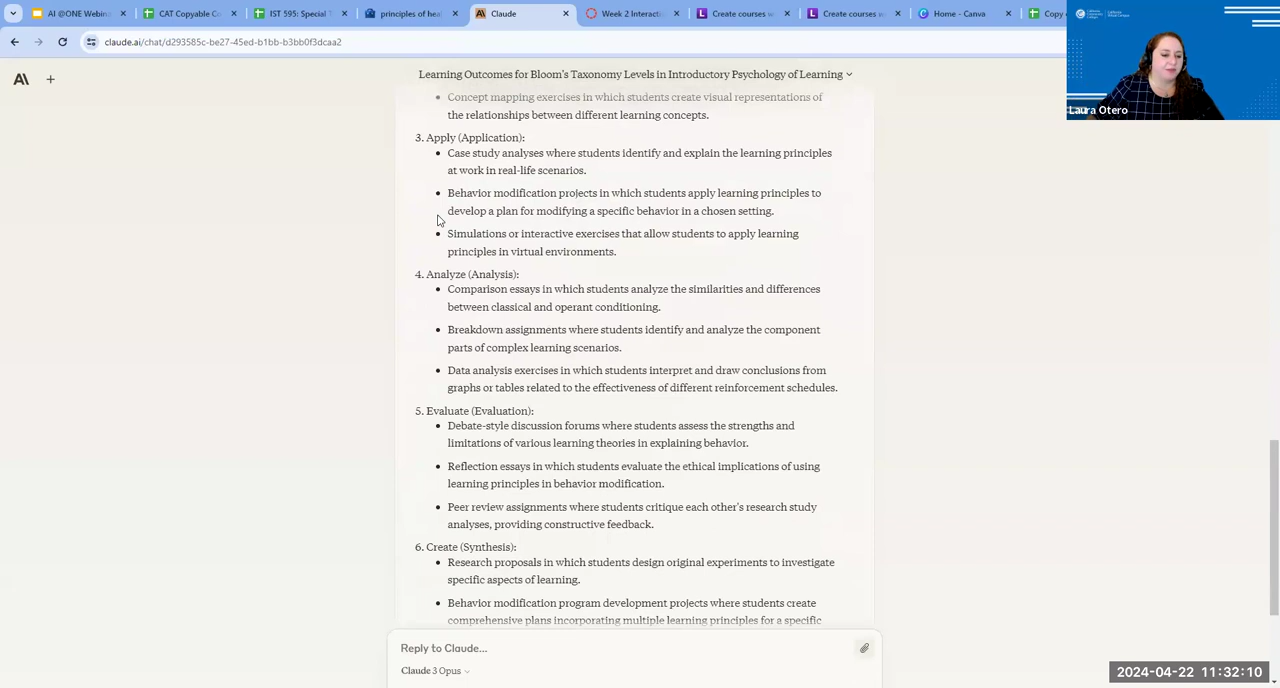 AI @ONE Webin
CAT Copyable C
IST 595: Special T
principles of hea
Claude
Week 2 Interacti
Create courses w
Create courses w
Home - Canva
Copy
claude.ai/chat/d293585c-be27-45ed-b1bb-b3bb0f3dcaa2
Laura Otero
Learning Outcomes for Bloom's Taxonomy Levels in Introductory Psychology of Learning
Concept mapping exercises in which students create visual representations of
the relationships between different learning concepts.
3. Apply (Application):
Case study analyses where students identify and explain the learning principles
at work in real-life scenarios.
Behavior modification projects in which students apply learning principles to
develop a plan for modifying a specific behavior in a chosen setting.
Simulations or interactive exercises that allow students to apply learning
principles in virtual environments.
4. Analyze (Analysis):
Comparison essays in which students analyze the similarities and differences
between classical and operant conditioning.
Breakdown assignments where students identify and analyze the component
parts of complex learning scenarios.
Data analysis exercises in which students interpret and draw conclusions from
graphs or tables related to the effectiveness of different reinforcement schedules.
5. Evaluate (Evaluation):
Debate-style discussion forums where students assess the strengths and
limitations of various learning theories in explaining behavior.
Reflection essays in which students evaluate the ethical implications of using
learning principles in behavior modification.
Peer review assignments where students critique each other's research study
analyses, providing constructive feedback.
6. Create (Synthesis):
Research proposals in which students design original experiments to investigate
specific aspects of learning.
Behavior modification program development projects where students create
comprehensive plans incorporating multiple learning principles for a specific
Reply to Claude...
Claude 3 Opus
2024-04-22 11:32:10